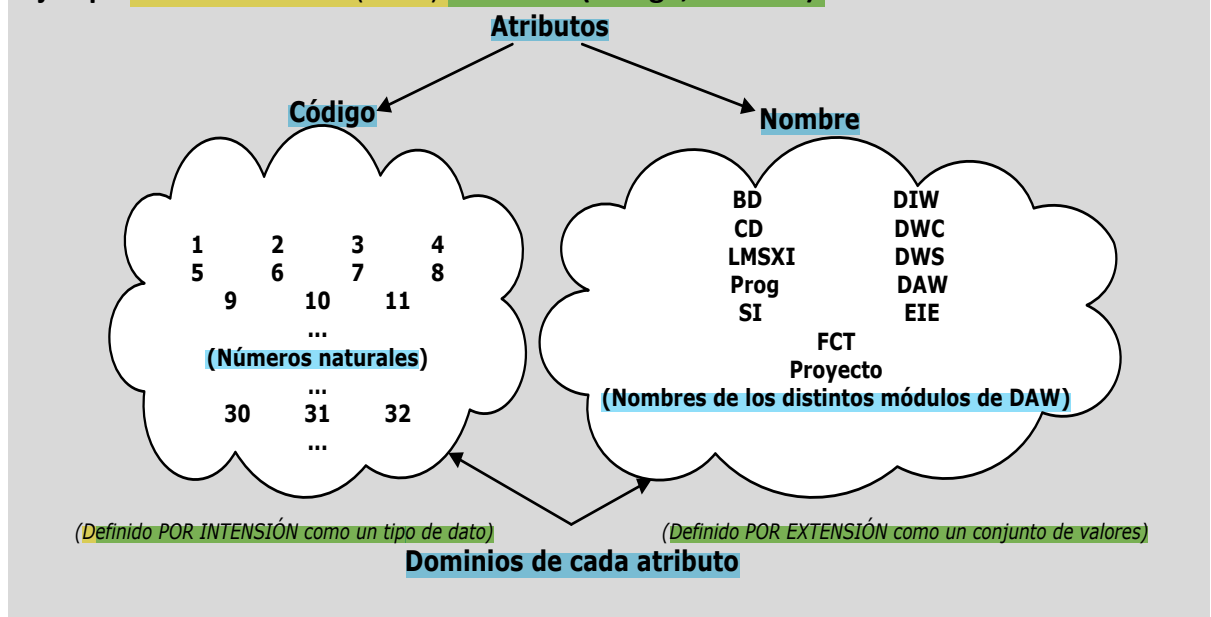 Atributos
Código
Nombre
1 2 3 4
5 6 7 8
9 10 11
...
(Números naturales)
...
30 31 32
...
BD DIW
CD DWC
LMSXI DWS
Prog DAW
SI EIE
FCT
Proyecto
(Nombres de los distintos módulos de DAW)
(Definido POR INTENSIÓN como un tipo de dato)
(Definido POR EXTENSIÓN como un conjunto de valores)
Dominios de cada atributo